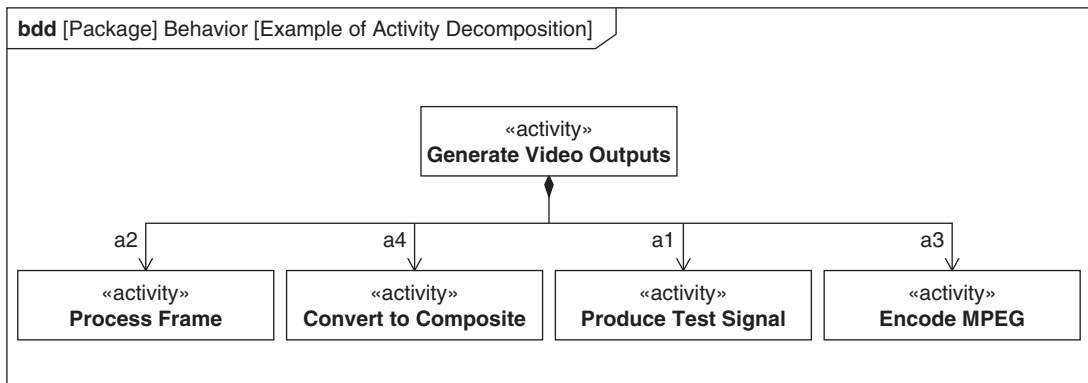 bdd [Package] Behavior [Example of Activity Decomposition]
«activity»
Generate Video Outputs
a2
a4
a1
a3
«activity»
Process Frame
«activity»
Convert to Composite
«activity»
Produce Test Signal
«activity»
Encode MPEG